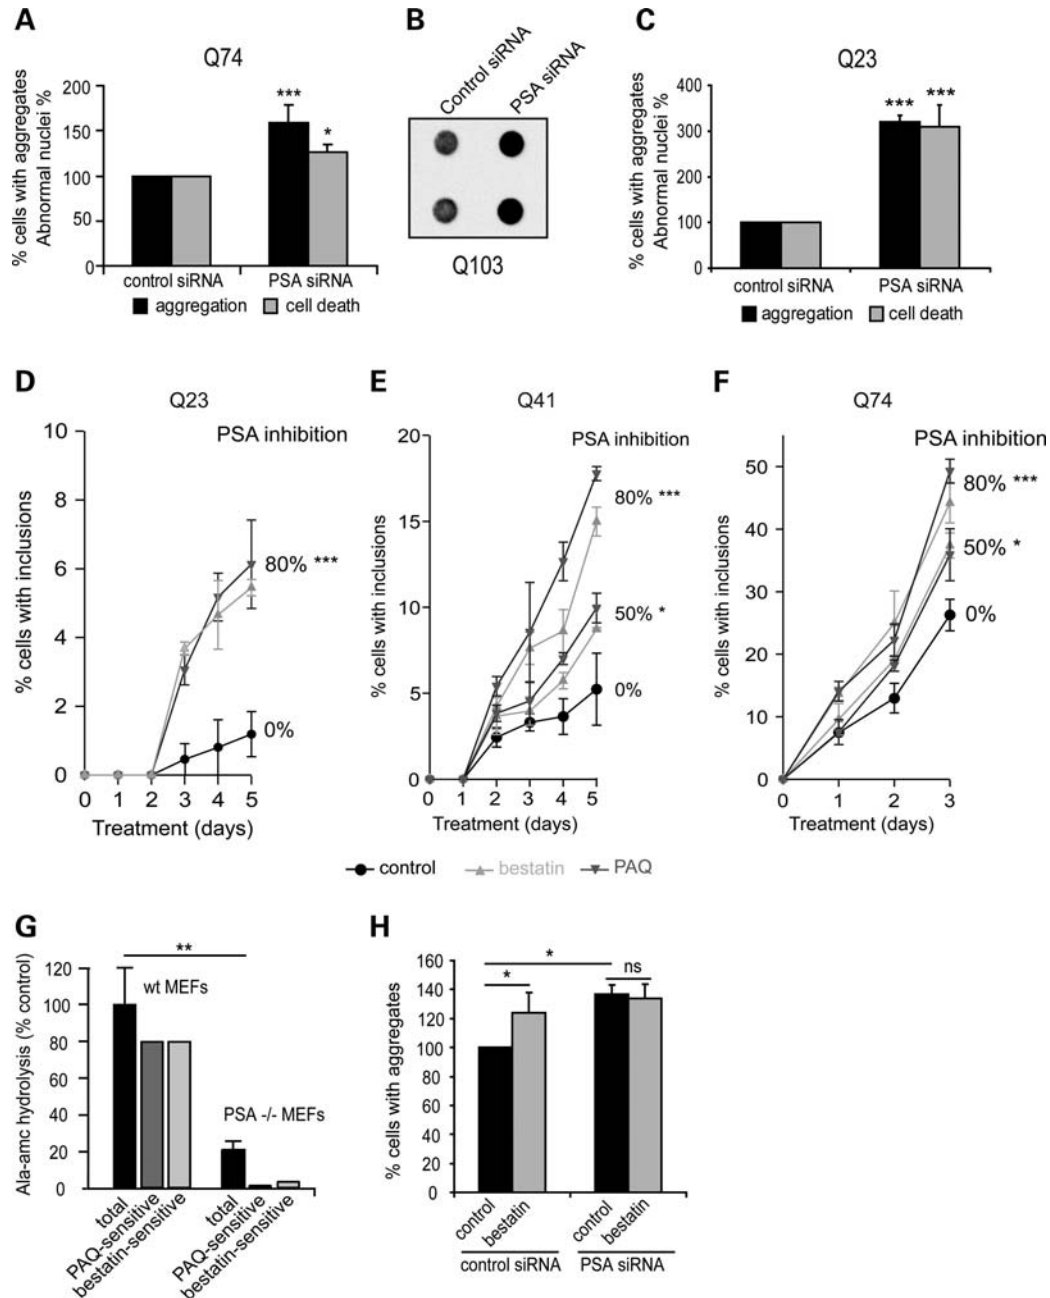 A
Q74
% cells with aggregates
Abnormal nuclei %
200
150
100
50
0
***
*
control siRNA
PSA siRNA
aggregation
cell death
B
Control siRNA
PSA siRNA
Q103
C
Q23
% cells with aggregates
Abnormal nuclei %
400
300
200
100
0
***
***
control siRNA
PSA siRNA
aggregation
cell death
D
Q23
PSA inhibition
% cells with inclusions
10
8
6
4
2
0
80% ***
0%
0 1 2 3 4 5
Treatment (days)
E
Q41
PSA inhibition
% cells with inclusions
20
15
10
5
0
80% ***
50% *
0%
0 1 2 3 4 5
Treatment (days)
F
Q74
PSA inhibition
% cells with inclusions
50
40
30
20
10
0
80% ***
50% *
0%
0 1 2 3
Treatment (days)
control
bestatin
PAQ
G
Ala-amc hydrolysis (% control)
120
100
80
60
40
20
0
**
wt MEFs
PSA -/- MEFs
total
PAQ-sensitive
bestatin-sensitive
total
PAQ-sensitive
bestatin-sensitive
H
% cells with aggregates
160
140
120
100
80
60
40
20
0
*
*
ns
control
bestatin
control
bestatin
control siRNA
PSA siRNA